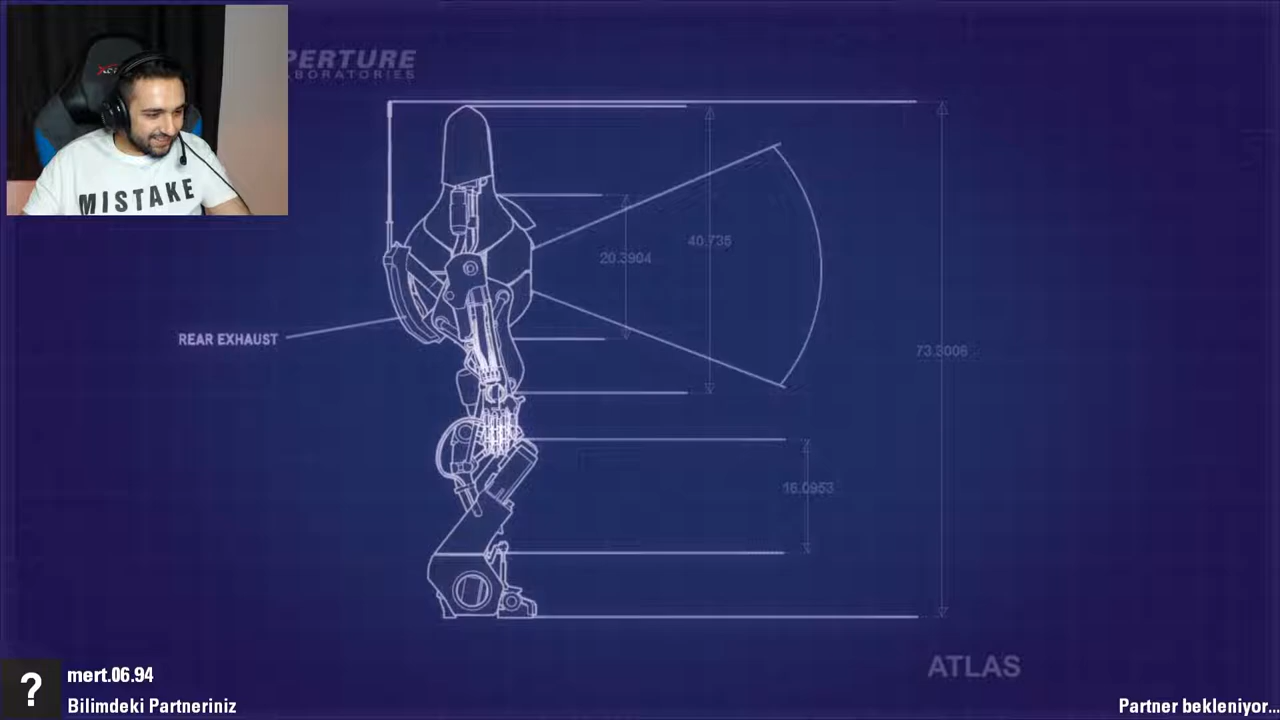 PERTURE
ABORATORIES
MISTAKE
40.735
20.3904
REAR EXHAUST
73.3006
16.0953
ATLAS
?
mert.06.94
Bilimdeki Partneriniz
Partner bekleniyor...